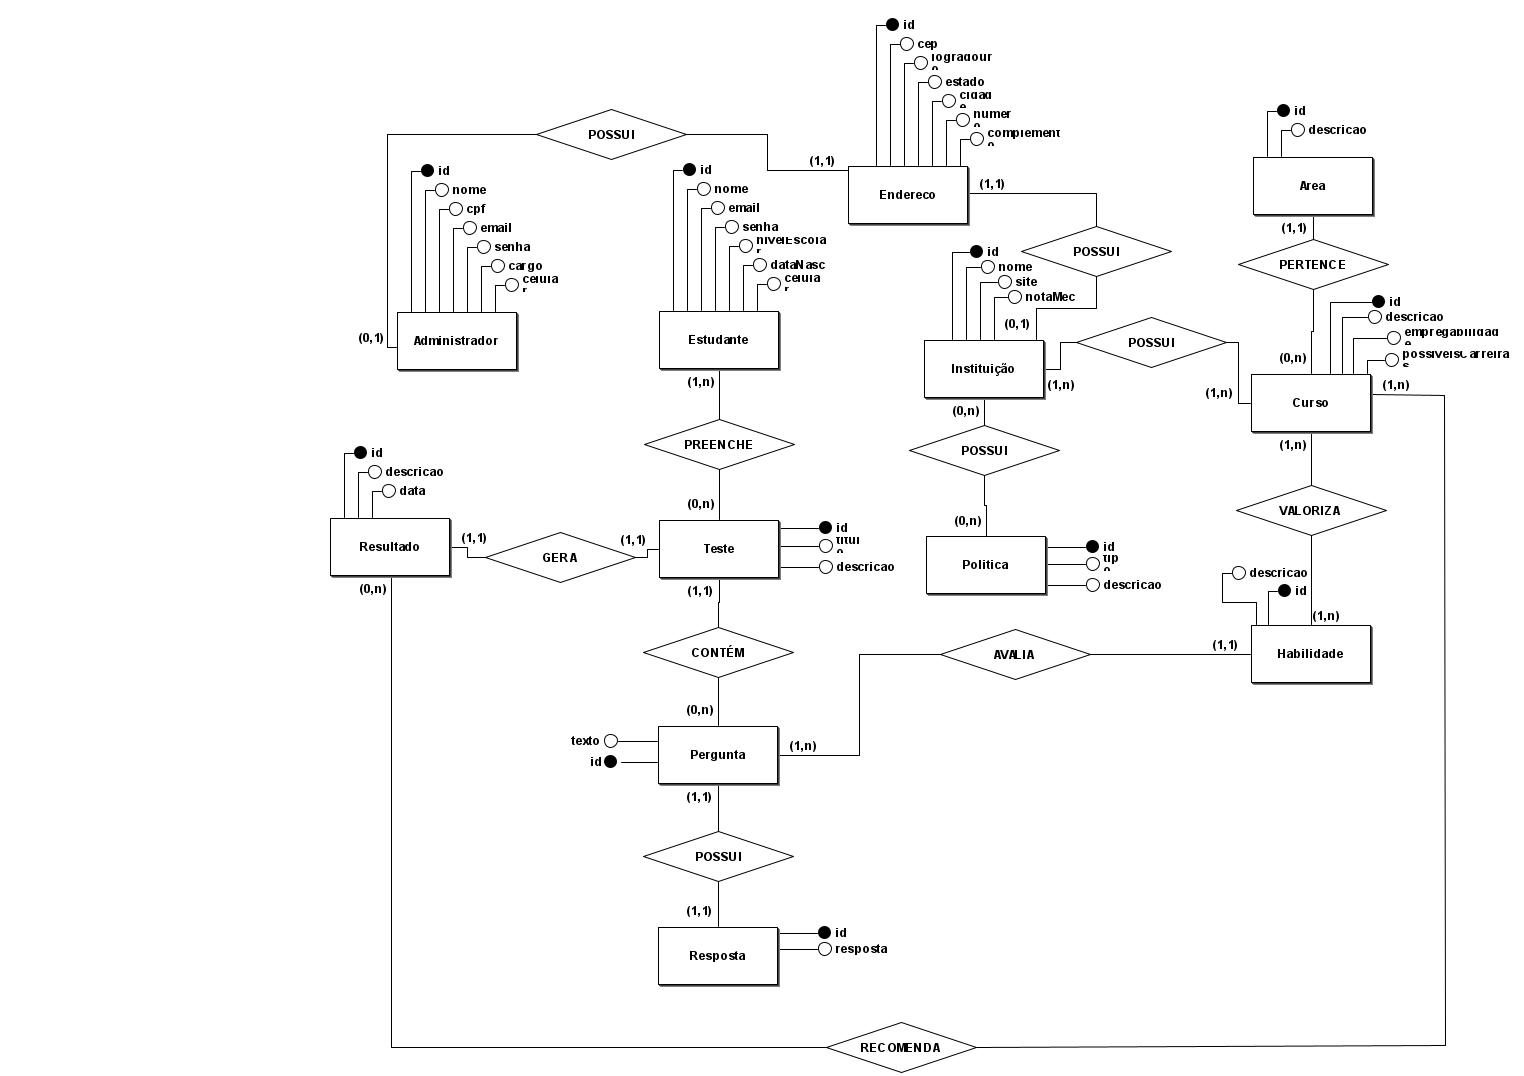 id
cep
logradouro
estado
cidade
numero
complemento
POSSUI
(1,1)
Endereco
(1,1)
id
descricao
Area
(1,1)
PERTENCE
id
nome
cpf
email
senha
cargo
celular
(0,1)
Administrador
id
nome
email
senha
nivelEscolar
dataNasc
celular
Estudante
(1,n)
POSSUI
id
nome
site
notaMec
(0,1)
Instituição
(1,n)
POSSUI
(1,n)
id
descricao
empregabilidade
possiveisCarreiras
(0,n)
(1,n)
Curso
(1,n)
(0,n)
POSSUI
(0,n)
PREENCHE
(0,n)
VALORIZA
id
descricao
data
Resultado
(1,1)
GERA
(1,1)
(0,n)
Teste
id
titulo
descricao
(1,1)
Politica
id
tipo
descricao
descricao
id
(1,n)
Habilidade
(1,1)
AVALIA
CONTÉM
(0,n)
texto
id
Pergunta
(1,n)
(1,1)
POSSUI
(1,1)
Resposta
id
resposta
RECOMENDA